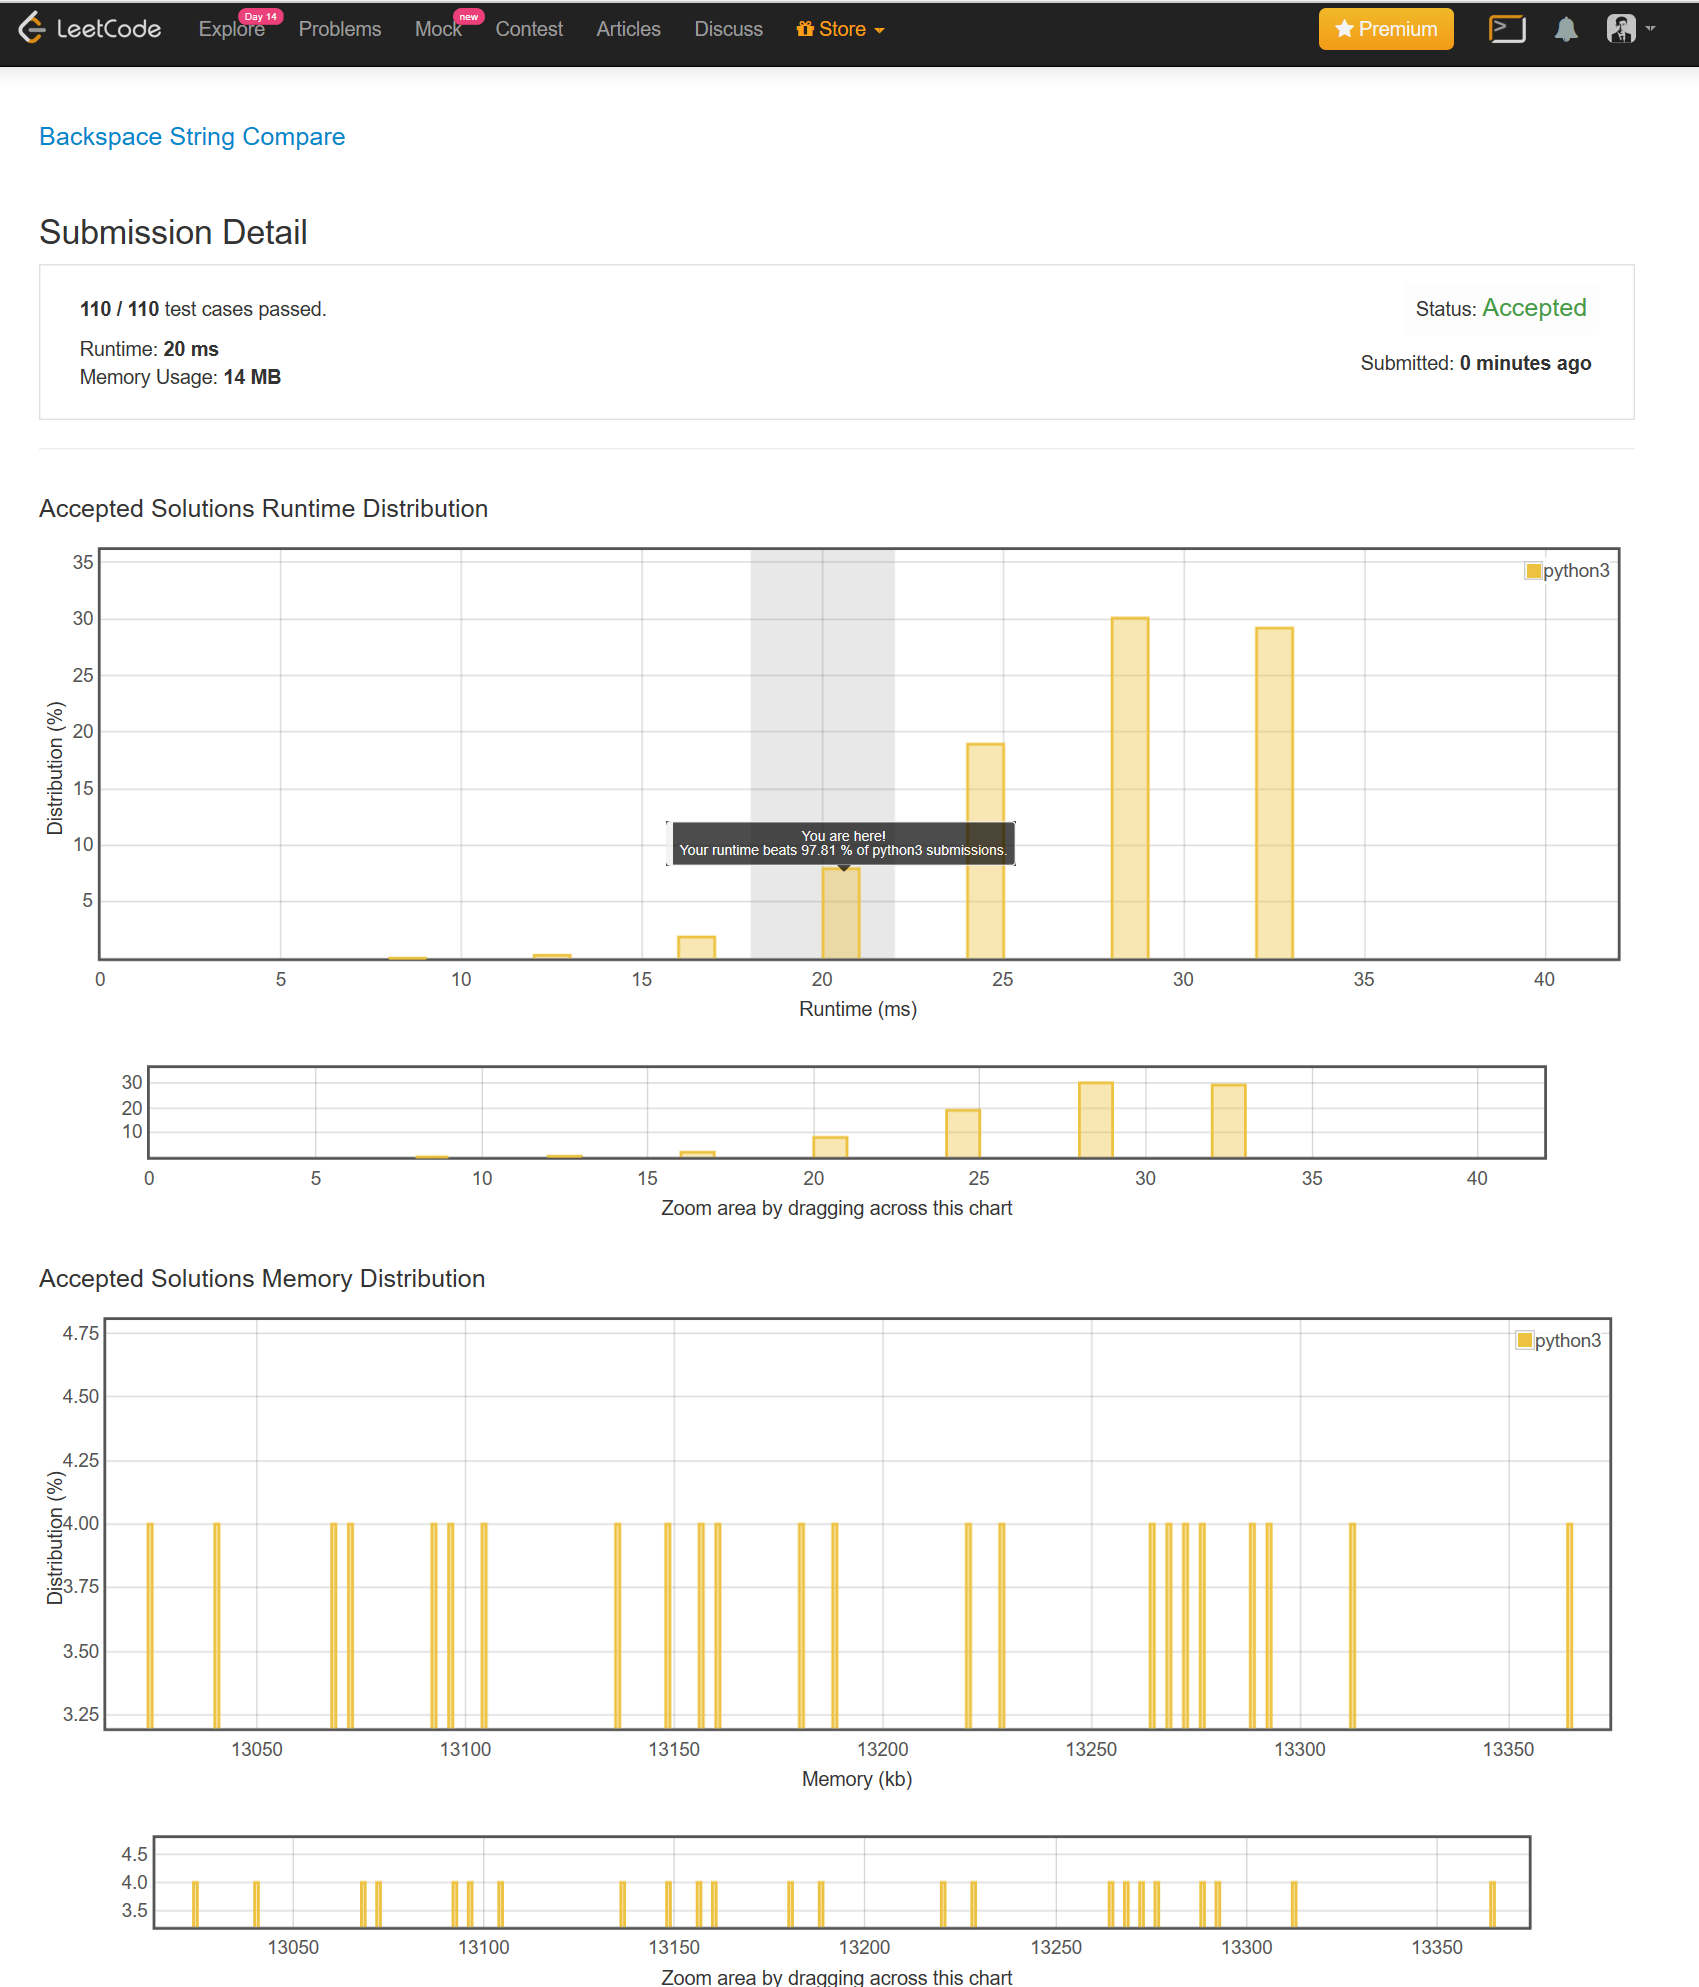 LeetCode Explore Day 14 Problems Mock new Contest Articles Discuss Store Premium
Backspace String Compare
Submission Detail
110 / 110 test cases passed.
Status: Accepted
Runtime: 20 ms
Submitted: 0 minutes ago
Memory Usage: 14 MB
Accepted Solutions Runtime Distribution
35
30
25
20
15
10
5
Distribution (%)
python3
You are here!
Your runtime beats 97.81 % of python3 submissions.
0 5 10 15 20 25 30 35 40
Runtime (ms)
30
20
10
0 5 10 15 20 25 30 35 40
Zoom area by dragging across this chart
Accepted Solutions Memory Distribution
4.75
4.50
4.25
4.00
3.75
3.50
3.25
Distribution (%)
python3
13050 13100 13150 13200 13250 13300 13350
Memory (kb)
4.5
4.0
3.5
13050 13100 13150 13200 13250 13300 13350
Zoom area by dragging across this chart